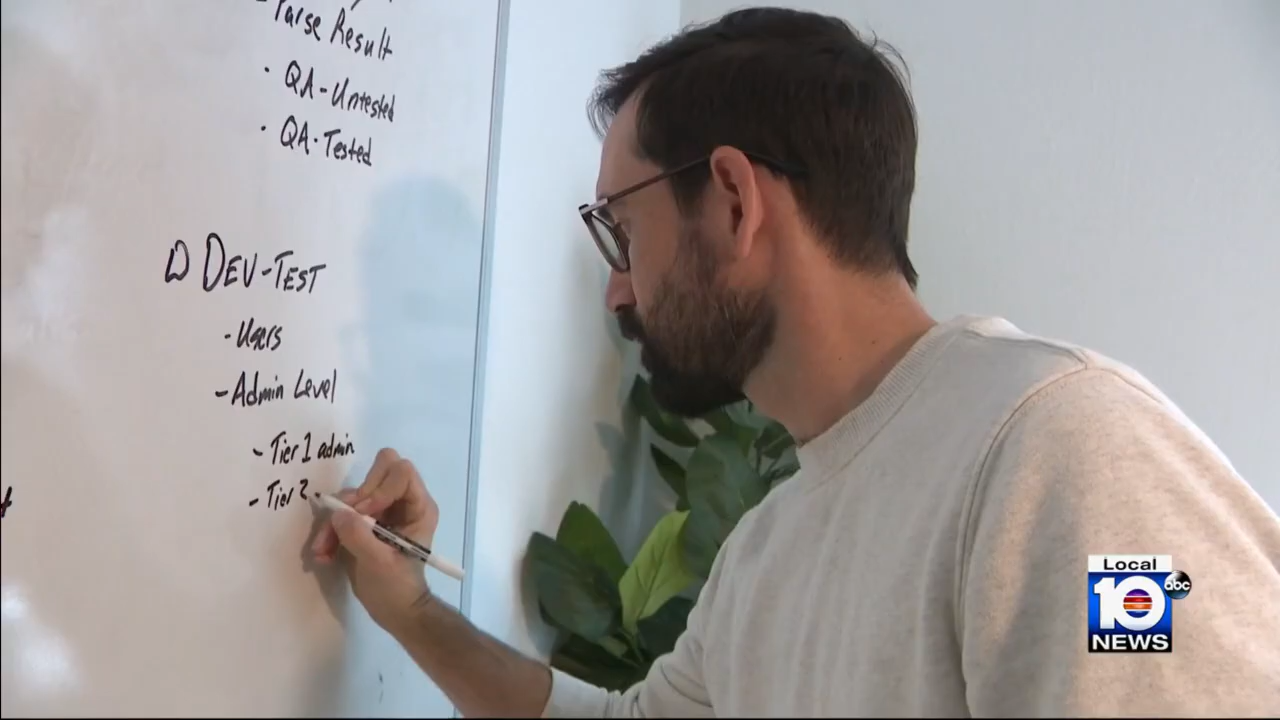 - Parse Result
· QA-Untested
· QA-Tested
DEV-TEST
- Users
- Admin Level
- Tier 1 admin
- Tier 2
Local
10
abc
NEWS